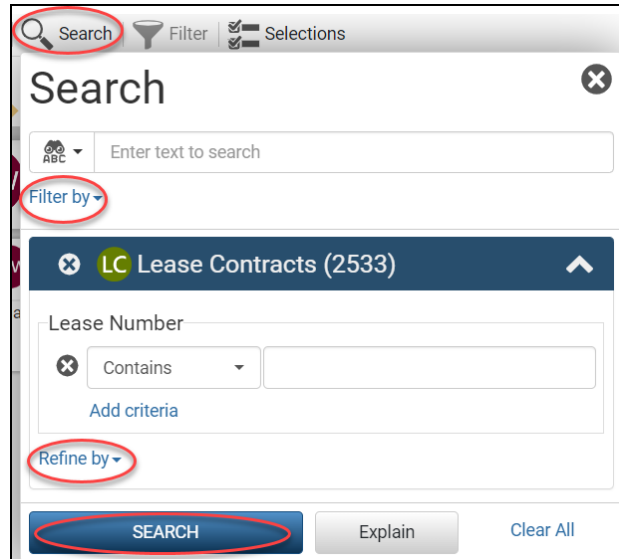 Search Filter Selections
Search
ABC Enter text to search
Filter by
LC Lease Contracts (2533)
Lease Number
Contains
Add criteria
Refine by
SEARCH Explain Clear All